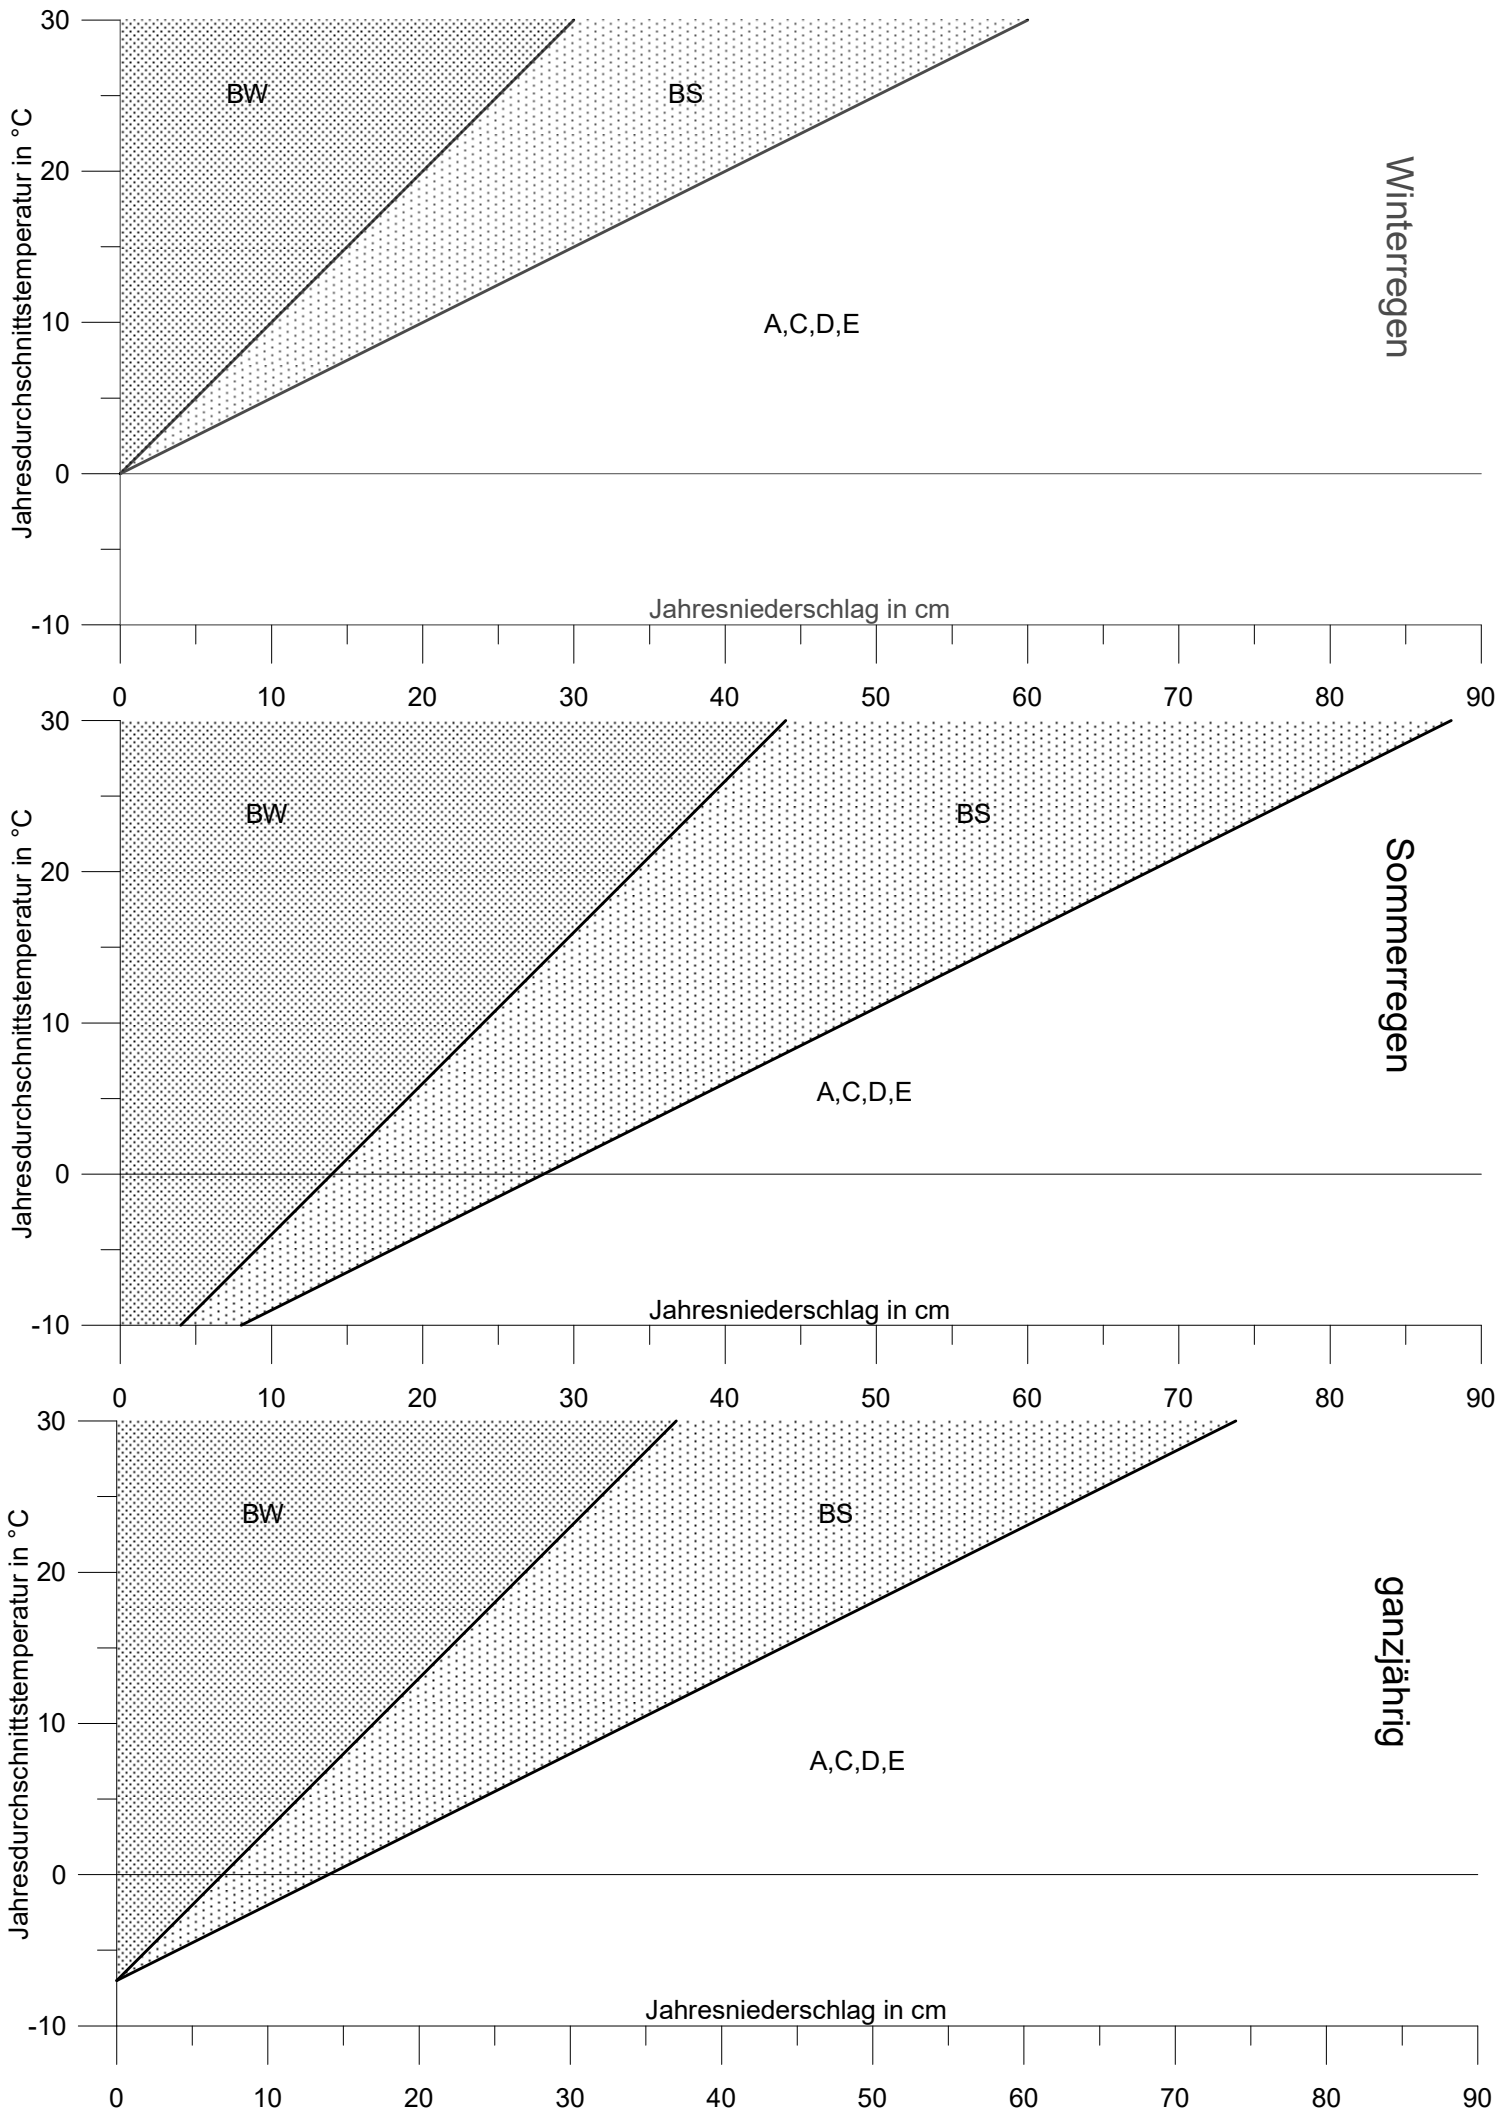 30
BW
BS
20
10
A,C,D,E
0
-10
Jahresdurchschnittstemperatur in °C
Winterregen
Jahresniederschlag in cm
0 10 20 30 40 50 60 70 80 90
30
BW
BS
20
10
A,C,D,E
0
-10
Jahresdurchschnittstemperatur in °C
Sommerregen
Jahresniederschlag in cm
0 10 20 30 40 50 60 70 80 90
30
BW
BS
20
10
A,C,D,E
0
-10
Jahresdurchschnittstemperatur in °C
ganzjährig
Jahresniederschlag in cm
0 10 20 30 40 50 60 70 80 90